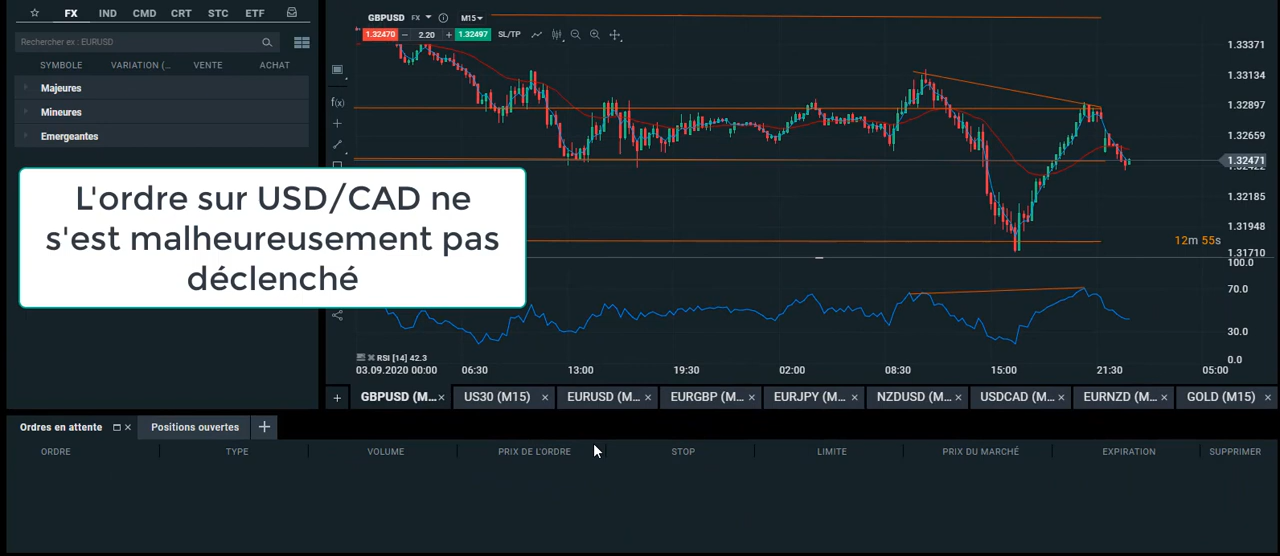 FX IND CMD CRT STC ETF
Rechercher ex : EURUSD
SYMBOLE VARIATION (... VENTE ACHAT
Majeures
Mineures
Emergeantes
L'ordre sur USD/CAD ne
s'est malheureusement pas
déclenché
GBPUSD FX M15
1.32470 2.20 1.32497 SL/TP
f(x)
1.33371
1.33134
1.32897
1.32659
1.32471
1.32185
1.31948
12m 55s
1.31710
100.0
70.0
30.0
0.0
RSI [14] 42.3
03.09.2020 00:00 06:30 13:00 19:30 02:00 08:30 15:00 21:30 05:00
+ GBPUSD (M... × US30 (M15) × EURUSD (M... × EURGBP (M... × EURJPY (M... × NZDUSD (M... × USDCAD (M... × EURNZD (M... × GOLD (M15) ×
Ordres en attente × Positions ouvertes +
ORDRE TYPE VOLUME PRIX DE L'ORDRE STOP LIMITE PRIX DU MARCHÉ EXPIRATION SUPPRIMER